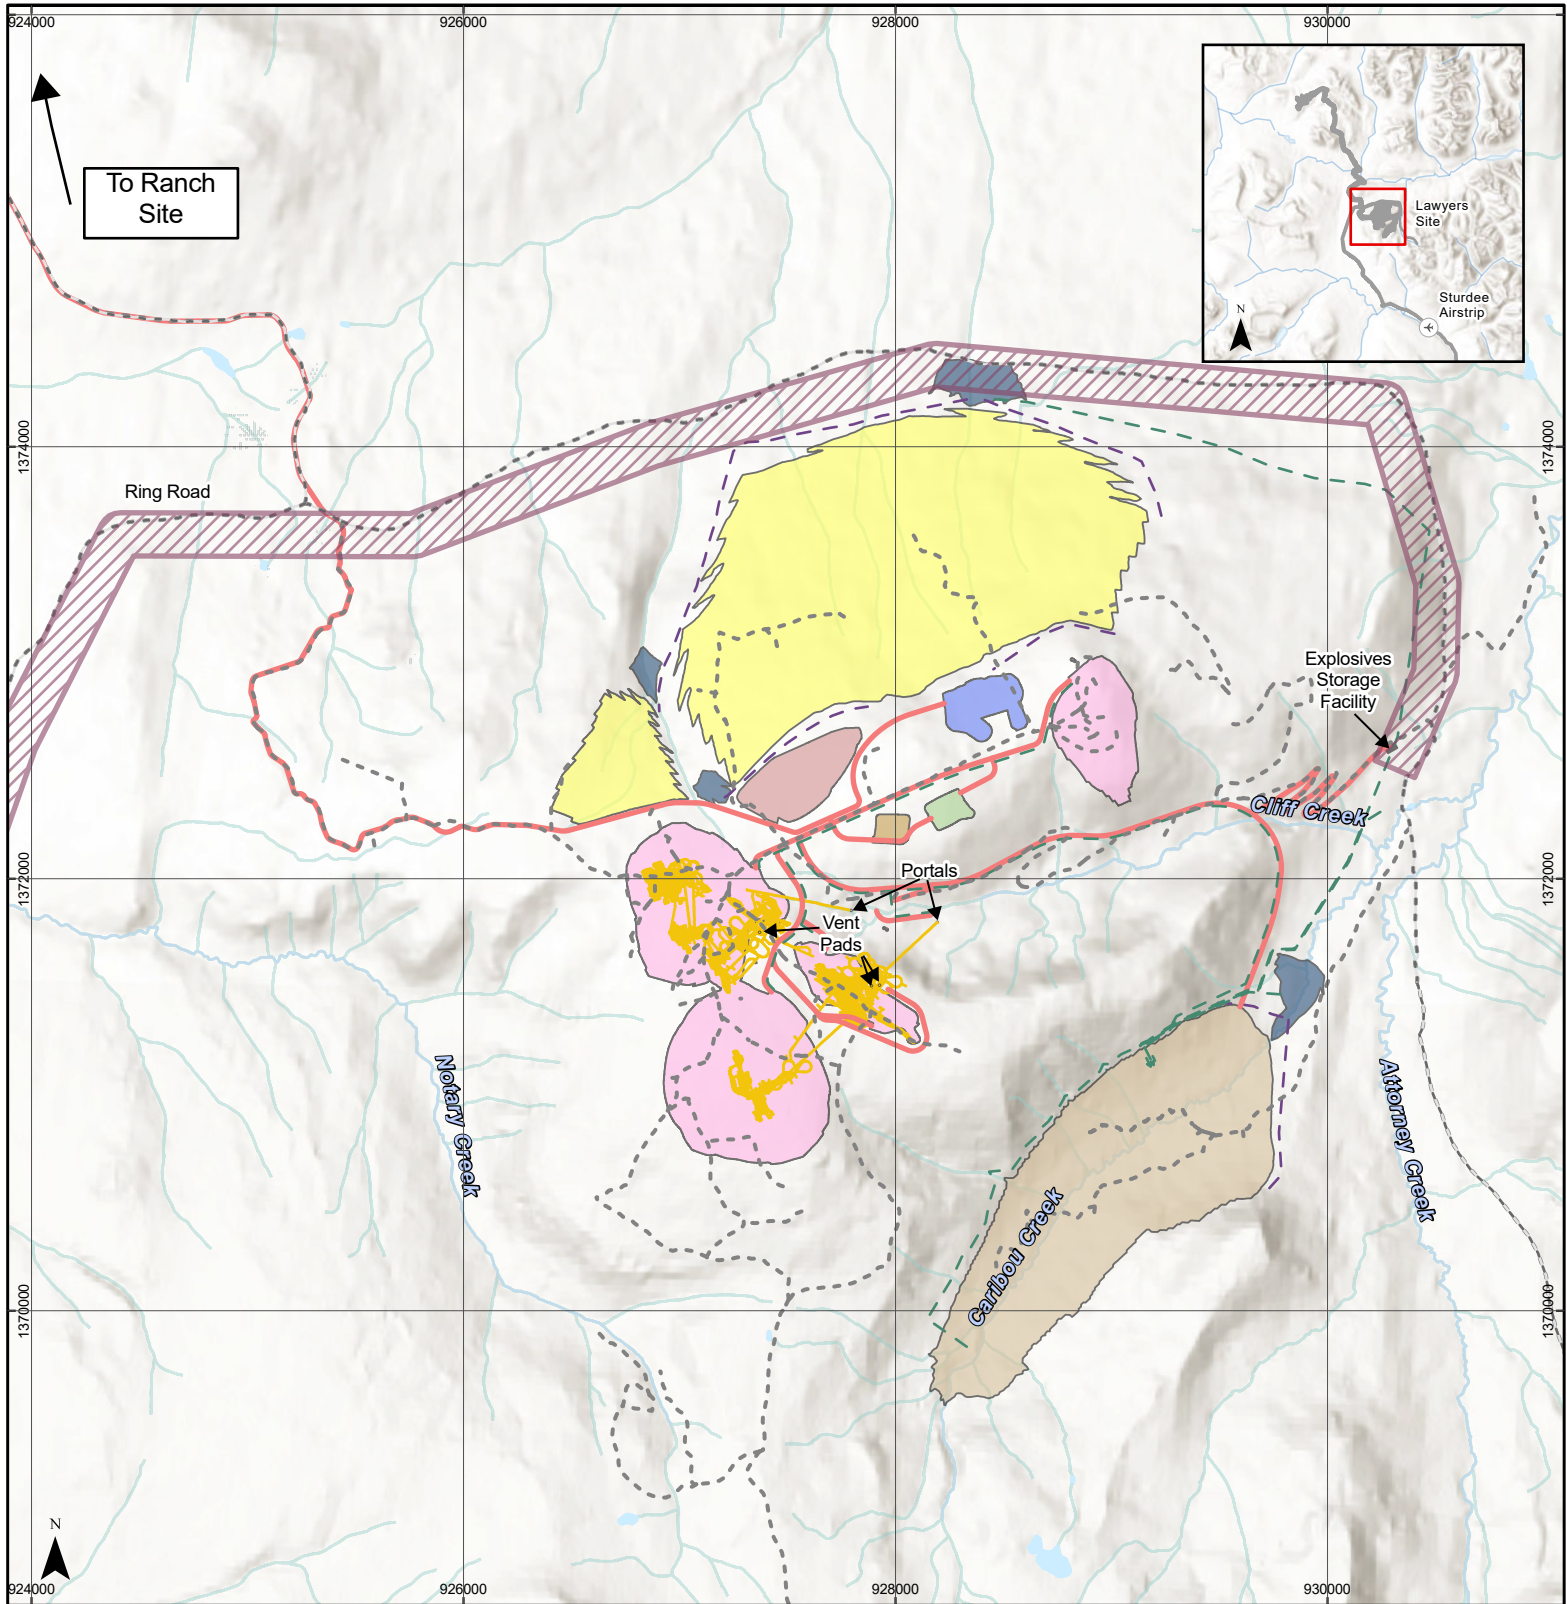 924000
926000
928000
930000
To Ranch
Site
Lawyers
Site
Sturdee
Airstrip
N
1374000
1374000
Ring Road
Explosives
Storage
Facility
Cliff Creek
1372000
1372000
Portals
Vent
Pads
Notary Creek
Attorney Creek
Caribou Creek
1370000
1370000
N
924000
926000
928000
930000